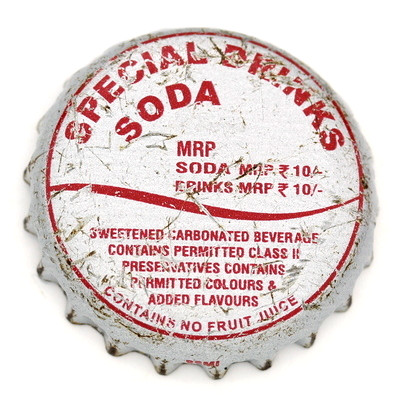 SPECIAL DRINKS
SODA
MRP
SODA MRP ₹ 10/-
DRINKS MRP ₹ 10/-
SWEETENED CARBONATED BEVERAGE
CONTAINS PERMITTED CLASS II
PRESERVATIVES CONTAINS
PERMITTED COLOURS &
ADDED FLAVOURS
CONTAINS NO FRUIT JUICE